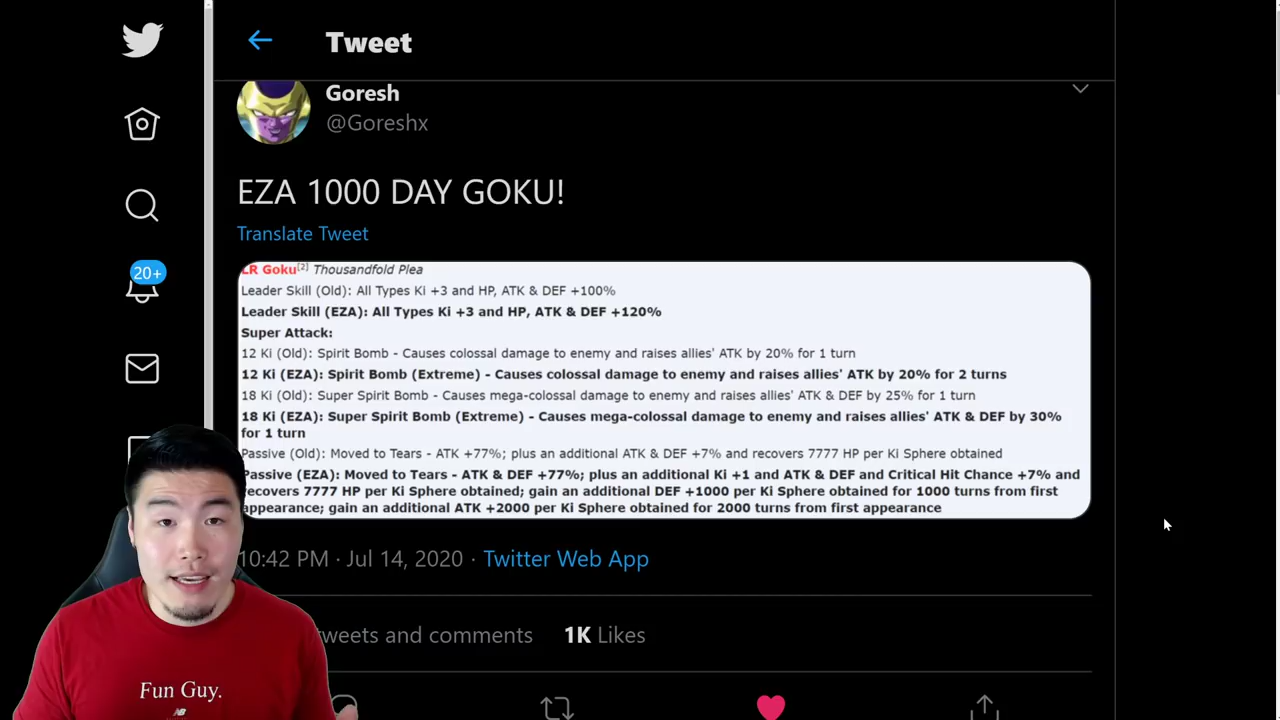 Tweet
Goresh
@Goreshx
EZA 1000 DAY GOKU!
Translate Tweet
LR Goku[2] Thousandfold Plea
Leader Skill (Old): All Types Ki +3 and HP, ATK & DEF +100%
Leader Skill (EZA): All Types Ki +3 and HP, ATK & DEF +120%
Super Attack:
12 Ki (Old): Spirit Bomb - Causes colossal damage to enemy and raises allies' ATK by 20% for 1 turn
12 Ki (EZA): Spirit Bomb (Extreme) - Causes colossal damage to enemy and raises allies' ATK by 20% for 2 turns
18 Ki (Old): Super Spirit Bomb - Causes mega-colossal damage to enemy and raises allies' ATK & DEF by 25% for 1 turn
18 Ki (EZA): Super Spirit Bomb (Extreme) - Causes mega-colossal damage to enemy and raises allies' ATK & DEF by 30%
for 1 turn
Passive (Old): Moved to Tears - ATK +77%; plus an additional ATK & DEF +7% and recovers 7777 HP per Ki Sphere obtained
Passive (EZA): Moved to Tears - ATK & DEF +77%; plus an additional Ki +1 and ATK & DEF and Critical Hit Chance +7% and
recovers 7777 HP per Ki Sphere obtained; gain an additional DEF +1000 per Ki Sphere obtained for 1000 turns from first
appearance; gain an additional ATK +2000 per Ki Sphere obtained for 2000 turns from first appearance
20+
10:42 PM · Jul 14, 2020 · Twitter Web App
tweets and comments 1K Likes
Fun Guy.